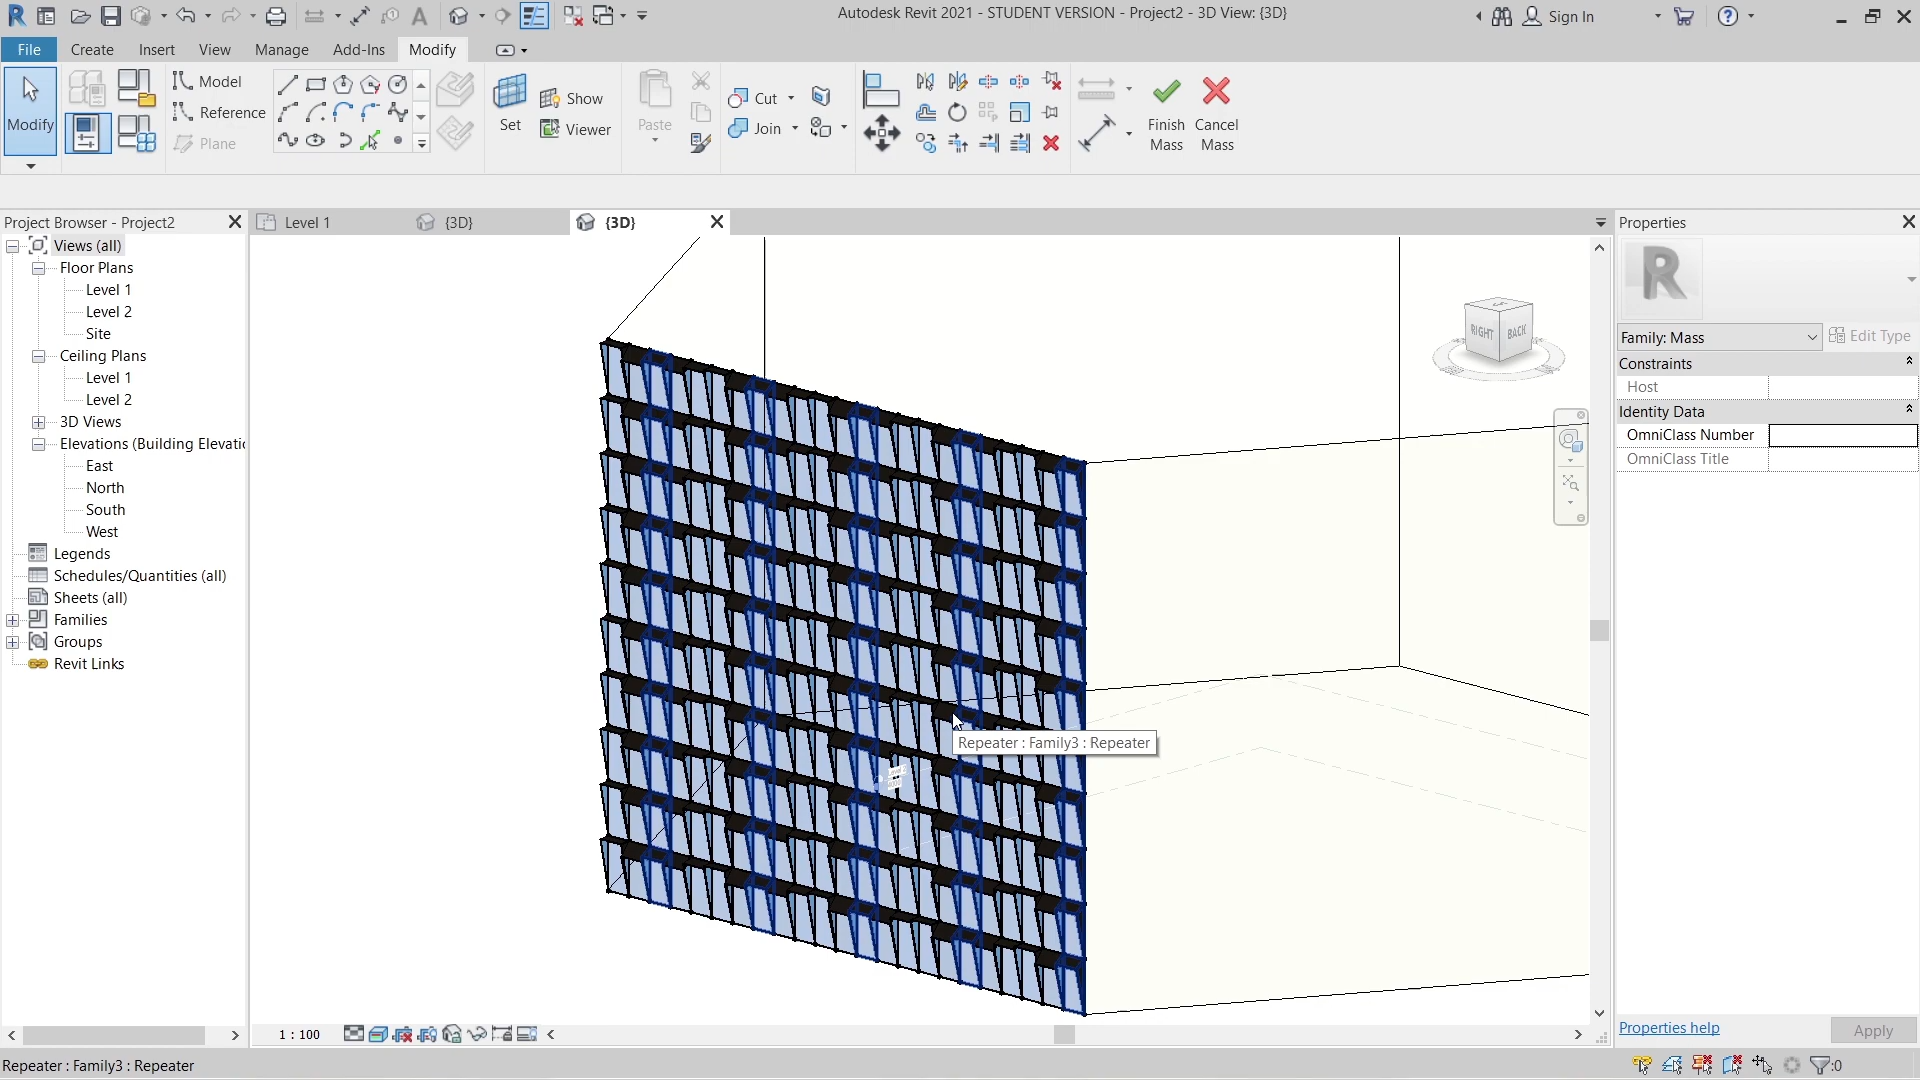 Autodesk Revit 2021 - STUDENT VERSION - Project2 - 3D View: {3D}
Sign In
File
Create
Insert
View
Manage
Add-Ins
Modify
Modify
Model
Reference
Plane
Set
Show
Viewer
Paste
Cut
Join
Finish
Mass
Cancel
Mass
Project Browser - Project2
Level 1
{3D}
{3D}
Properties
Views (all)
Floor Plans
Level 1
Level 2
Site
Ceiling Plans
Level 1
Level 2
3D Views
Elevations (Building Elevatio
East
North
South
West
Legends
Schedules/Quantities (all)
Sheets (all)
Families
Groups
Revit Links
RIGHT
BACK
Repeater : Family3 : Repeater
Family: Mass
Edit Type
Constraints
Host
Identity Data
OmniClass Number
OmniClass Title
Properties help
Apply
1 : 100
Repeater : Family3 : Repeater
:0